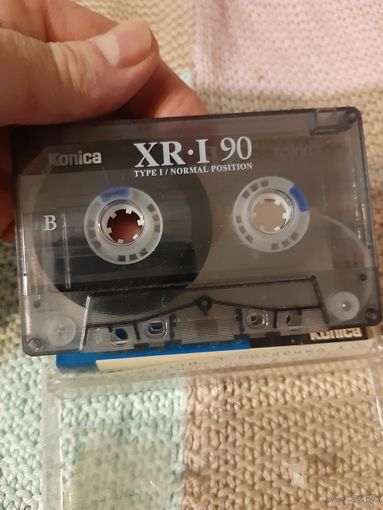 Konica
XR·I 90
TYPE I / NORMAL POSITION
B
Konica